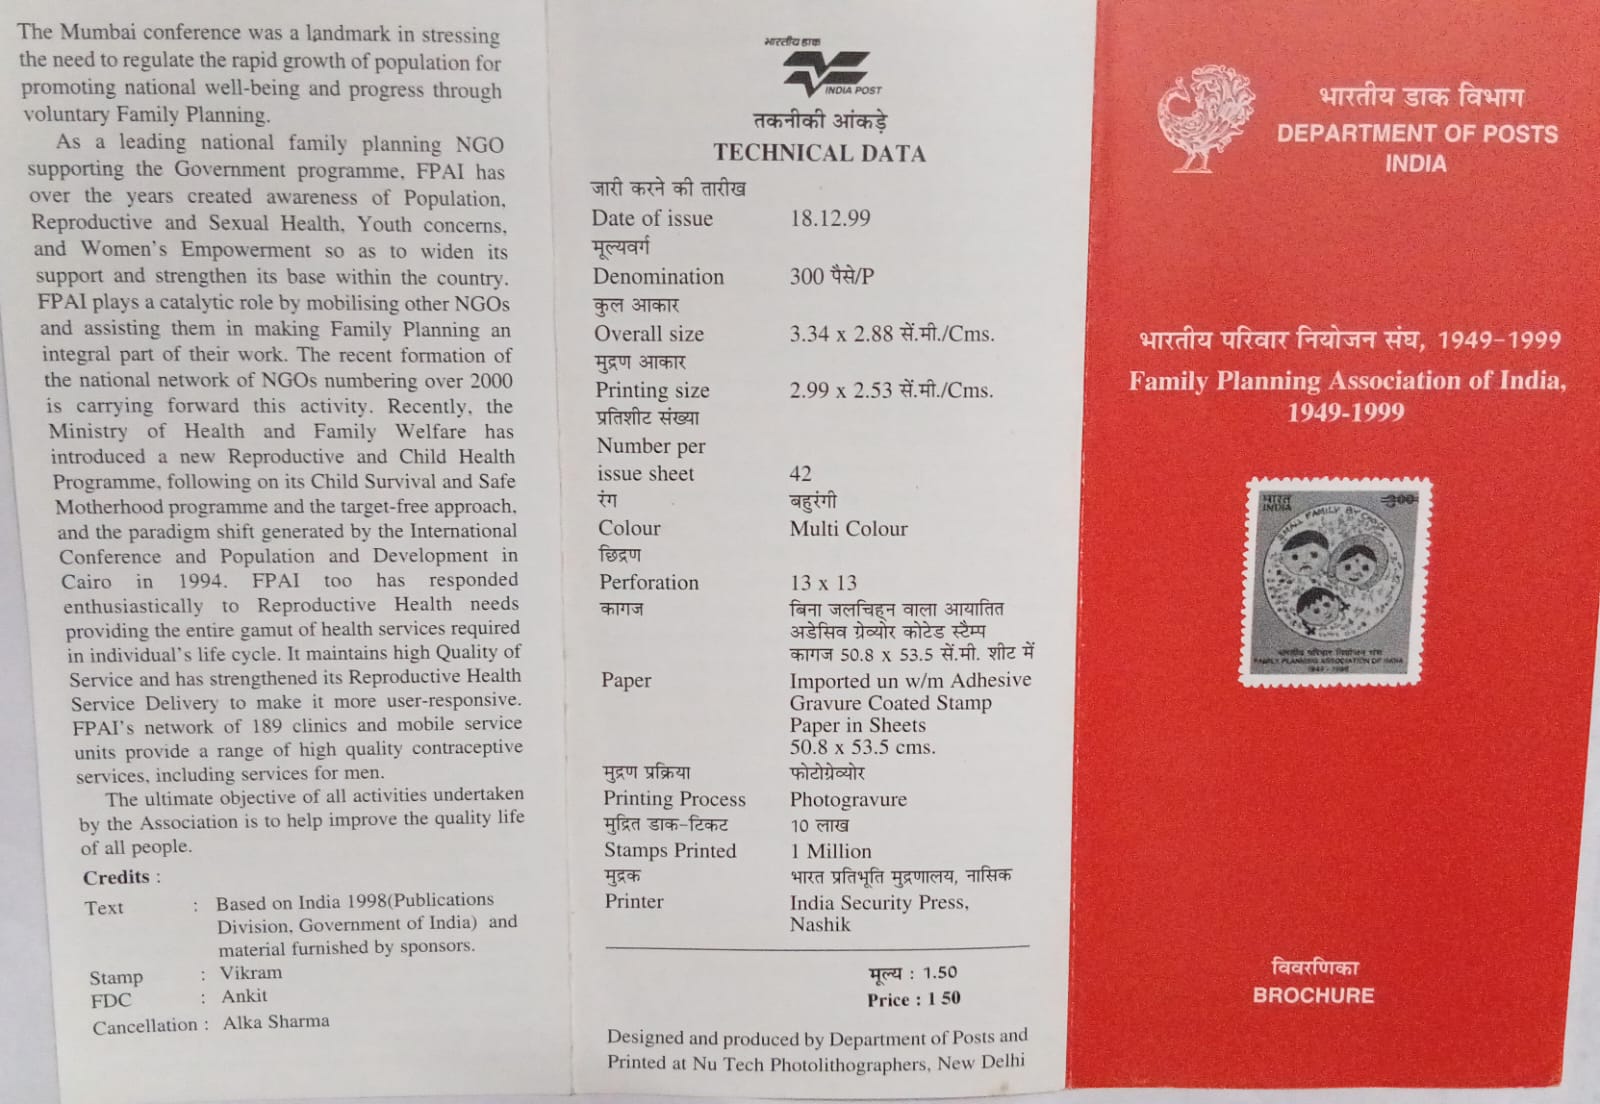 The Mumbai conference was a landmark in stressing
the need to regulate the rapid growth of population for
promoting national well-being and progress through
voluntary Family Planning.
As a leading national family planning NGO
supporting the Government programme, FPAI has
over the years created awareness of Population,
Reproductive and Sexual Health, Youth concerns,
and Women's Empowerment so as to widen its
support and strengthen its base within the country.
FPAI plays a catalytic role by mobilising other NGOs
and assisting them in making Family Planning an
integral part of their work. The recent formation of
the national network of NGOs numbering over 2000
is carrying forward this activity. Recently, the
Ministry of Health and Family Welfare has
introduced a new Reproductive and Child Health
Programme, following on its Child Survival and Safe
Motherhood programme and the target-free approach,
and the paradigm shift generated by the International
Conference and Population and Development in
Cairo in 1994. FPAI too has responded
enthusiastically to Reproductive Health needs
providing the entire gamut of health services required
in individual's life cycle. It maintains high Quality of
Service and has strengthened its Reproductive Health
Service Delivery to make it more user-responsive.
FPAI's network of 189 clinics and mobile service
units provide a range of high quality contraceptive
services, including services for men.
The ultimate objective of all activities undertaken
by the Association is to help improve the quality life
of all people.
Credits :
Text : Based on India 1998(Publications
Division, Government of India) and
material furnished by sponsors.
Stamp : Vikram
FDC : Ankit
Cancellation : Alka Sharma
भारतीय डाक
INDIA POST
तकनीकी आंकड़े
TECHNICAL DATA
जारी करने की तारीख
Date of issue 18.12.99
मूल्यवर्ग
Denomination 300 पैसे/P
कुल आकार
Overall size 3.34 x 2.88 सें.मी./Cms.
मुद्रण आकार
Printing size 2.99 x 2.53 सें.मी./Cms.
प्रतिशीट संख्या
Number per
issue sheet 42
रंग बहुरंगी
Colour Multi Colour
छिद्रण
Perforation 13 x 13
कागज बिना जलचिह्न वाला आयातित
अडेसिव ग्रेव्योर कोटेड स्टैम्प
कागज 50.8 x 53.5 सें.मी. शीट में
Paper Imported un w/m Adhesive
Gravure Coated Stamp
Paper in Sheets
50.8 x 53.5 cms.
मुद्रण प्रक्रिया फोटोग्रेव्योर
Printing Process Photogravure
मुद्रित डाक-टिकट 10 लाख
Stamps Printed 1 Million
मुद्रक भारत प्रतिभूति मुद्रणालय, नासिक
Printer India Security Press,
Nashik
मूल्य : 1.50
Price : 1 50
Designed and produced by Department of Posts and
Printed at Nu Tech Photolithographers, New Delhi
भारतीय डाक विभाग
DEPARTMENT OF POSTS
INDIA
भारतीय परिवार नियोजन संघ, 1949-1999
Family Planning Association of India,
1949-1999
भारत 300
INDIA
SMALL FAMILY BY CHOICE
भारतीय परिवार नियोजन संघ
FAMILY PLANNING ASSOCIATION OF INDIA
1949 - 1999
विवरणिका
BROCHURE